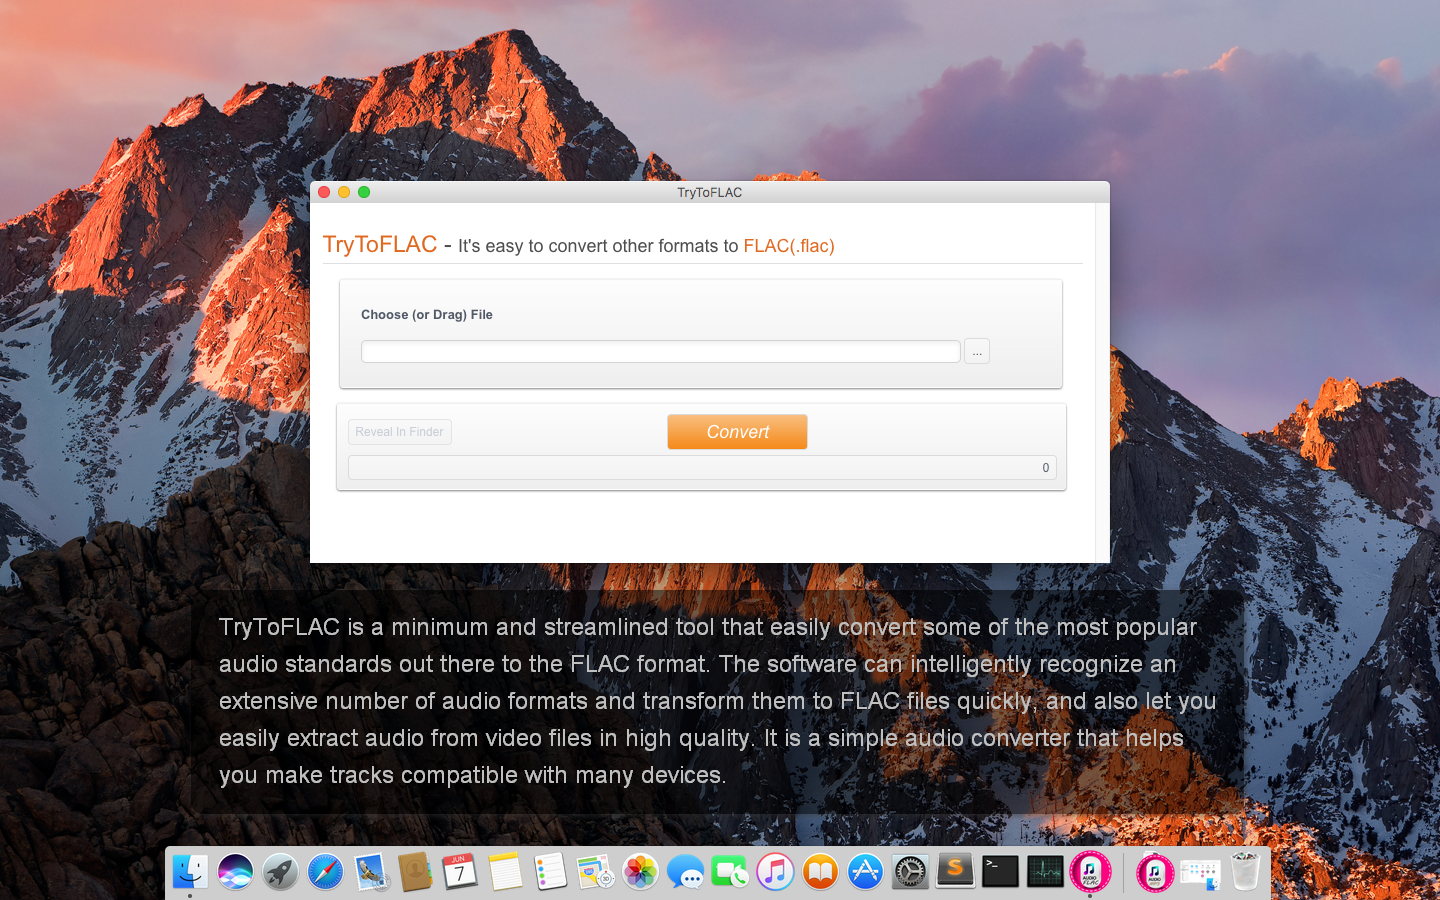 TryToFLAC
TryToFLAC - It's easy to convert other formats to FLAC(.flac)
Choose (or Drag) File
...
Reveal In Finder
Convert
0
TryToFLAC is a minimum and streamlined tool that easily convert some of the most popular
audio standards out there to the FLAC format. The software can intelligently recognize an
extensive number of audio formats and transform them to FLAC files quickly, and also let you
easily extract audio from video files in high quality. It is a simple audio converter that helps
you make tracks compatible with many devices.
JUN
7
3D
S
>_
AUDIO
FLAC
AUDIO